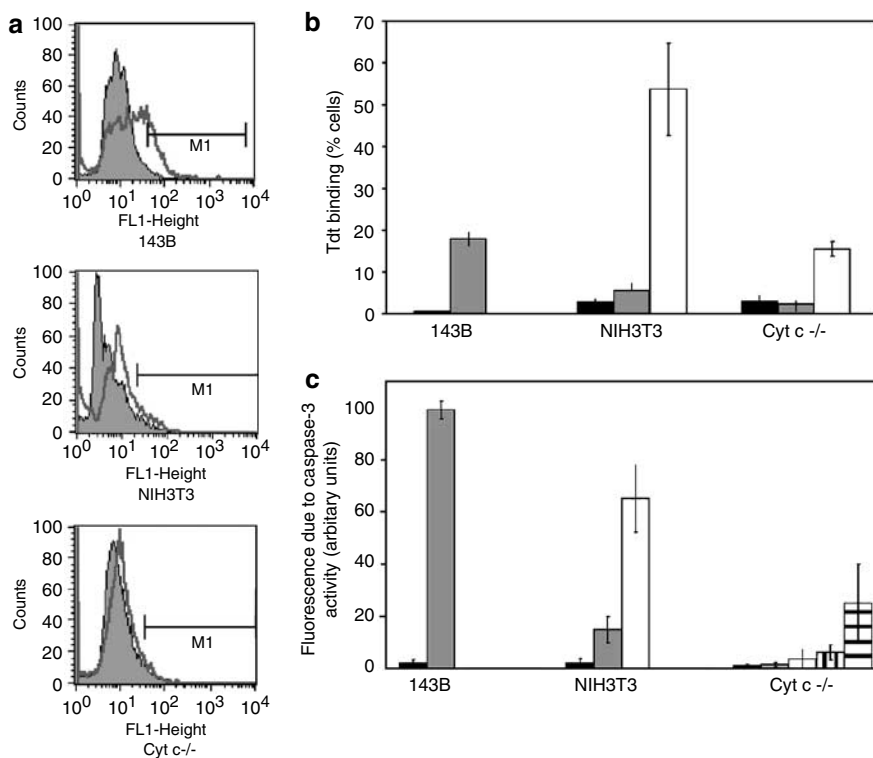 a
100
80
60
40
20
0
Counts
M1
10^0 10^1 10^2 10^3 10^4
FL1-Height
143B
100
80
60
40
20
0
Counts
M1
10^0 10^1 10^2 10^3 10^4
FL1-Height
NIH3T3
100
80
60
40
20
0
Counts
M1
10^0 10^1 10^2 10^3 10^4
FL1-Height
Cyt c-/-
b
70
60
50
40
30
20
10
0
Tdt binding (% cells)
143B NIH3T3 Cyt c -/-
c
100
80
60
40
20
0
Fluorescence due to caspase-3
activity (arbitary units)
143B NIH3T3 Cyt c -/-